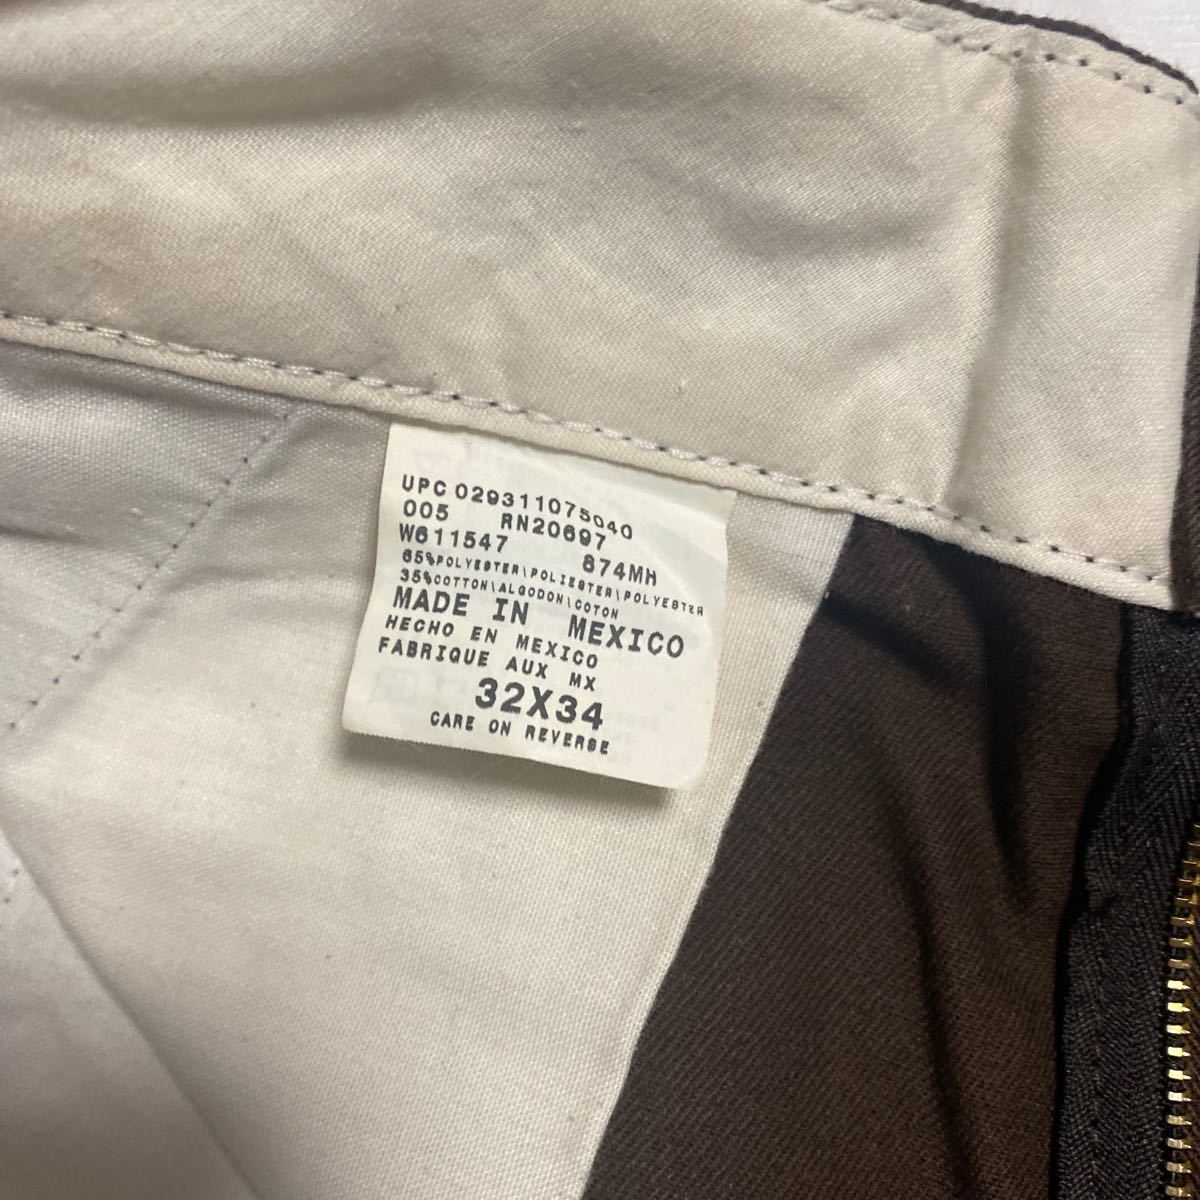 UPC 029311075040
005 RN20697
W611547 874MH
65%POLYESTER\POLIESTER\POLYESTER
35%COTTON\ALGODON\COTON
MADE IN MEXICO
HECHO EN MEXICO
FABRIQUE AUX MX
32X34
CARE ON REVERSE